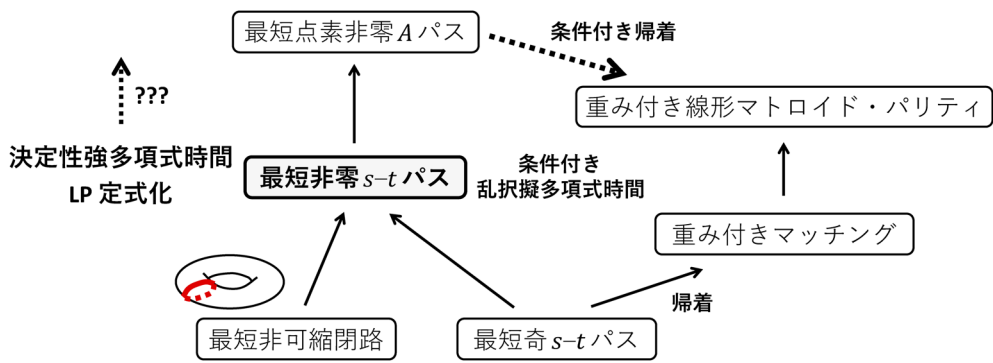 最短点素非零Aパス
条件付き帰着
???
重み付き線形マトロイド・パリティ
決定性強多項式時間
LP 定式化
最短非零 s–t パス
条件付き
乱択擬多項式時間
重み付きマッチング
帰着
最短非可縮閉路
最短奇 s–t パス